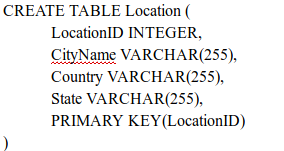 CREATE TABLE Location (
LocationID INTEGER,
CityName VARCHAR(255),
Country VARCHAR(255),
State VARCHAR(255),
PRIMARY KEY(LocationID)
)